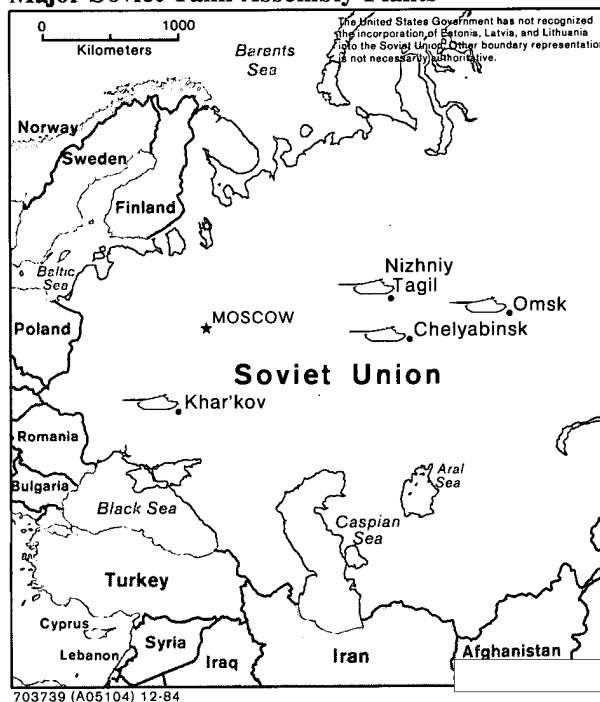 Major Soviet Tank Assembly Plants
0 1000
Kilometers
The United States Government has not recognized
the incorporation of Estonia, Latvia, and Lithuania
into the Soviet Union. Other boundary representation
is not necessarily authoritative.
Barents
Sea
Norway
Sweden
Finland
Baltic
Sea
Nizhniy
Tagil
Omsk
MOSCOW
Chelyabinsk
Poland
Soviet Union
Khar'kov
Romania
Bulgaria
Aral
Sea
Black Sea
Caspian
Sea
Turkey
Cyprus
Syria
Lebanon
Iraq
Iran
Afghanistan
703739 (A05104) 12-84